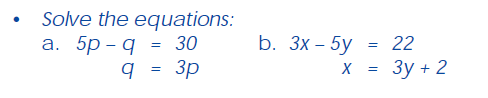 • Solve the equations:
a. 5p – q = 30 b. 3x – 5y = 22
q = 3p x = 3y + 2